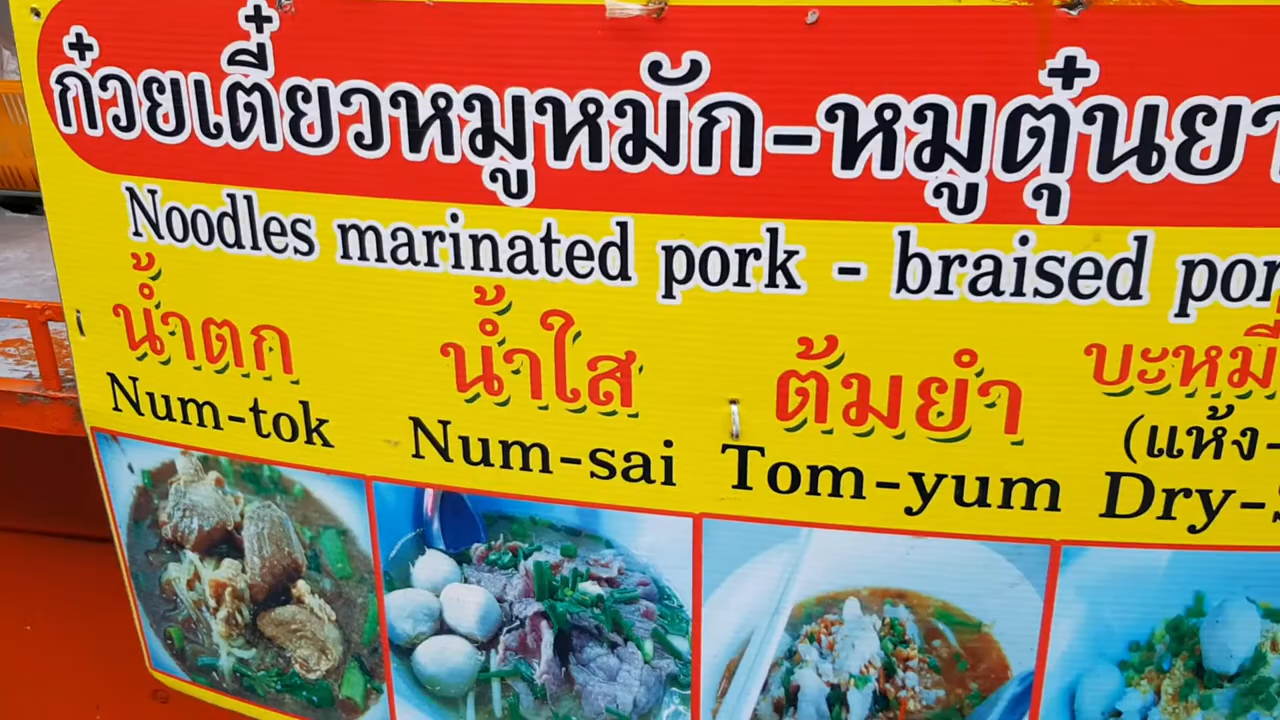 ก๋วยเตี๋ยวหมูหมัก-หมูตุ๋นยา
Noodles marinated pork - braised por
น้ำตก น้ำใส ต้มยำ บะหมี่
(แห้ง-
Num-tok Num-sai Tom-yum Dry-